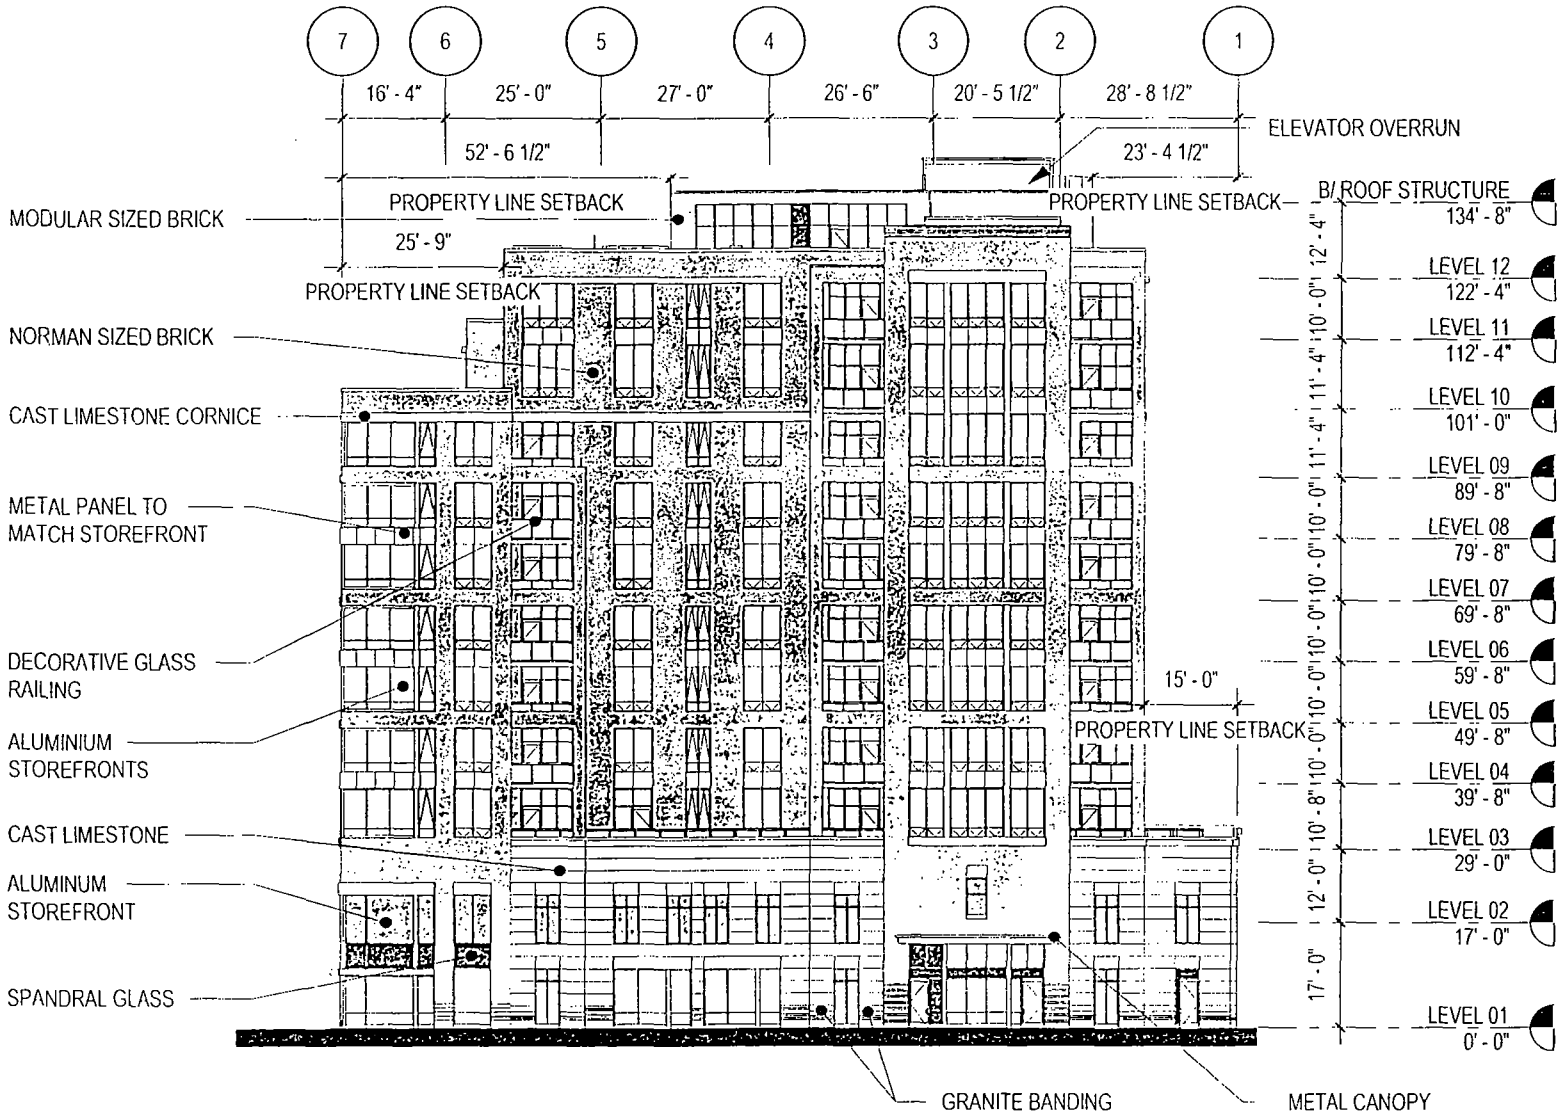 7 6 5 4 3 2 1
16' - 4" 25' - 0" 27' - 0" 26' - 6" 20' - 5 1/2" 28' - 8 1/2"
ELEVATOR OVERRUN
52' - 6 1/2" 23' - 4 1/2"
PROPERTY LINE SETBACK PROPERTY LINE SETBACK
MODULAR SIZED BRICK
25' - 9"
PROPERTY LINE SETBACK
NORMAN SIZED BRICK
CAST LIMESTONE CORNICE
METAL PANEL TO
MATCH STOREFRONT
DECORATIVE GLASS
RAILING
ALUMINIUM
STOREFRONTS
CAST LIMESTONE
ALUMINUM
STOREFRONT
SPANDRAL GLASS
15' - 0"
PROPERTY LINE SETBACK
GRANITE BANDING
METAL CANOPY
12' - 4"
10' - 0"
11' - 4"
11' - 4"
10' - 0"
10' - 0"
10' - 0"
10' - 0"
10' - 0"
10' - 8"
12' - 0"
17' - 0"
B/ ROOF STRUCTURE
134' - 8"
LEVEL 12
122' - 4"
LEVEL 11
112' - 4"
LEVEL 10
101' - 0"
LEVEL 09
89' - 8"
LEVEL 08
79' - 8"
LEVEL 07
69' - 8"
LEVEL 06
59' - 8"
LEVEL 05
49' - 8"
LEVEL 04
39' - 8"
LEVEL 03
29' - 0"
LEVEL 02
17' - 0"
LEVEL 01
0' - 0"